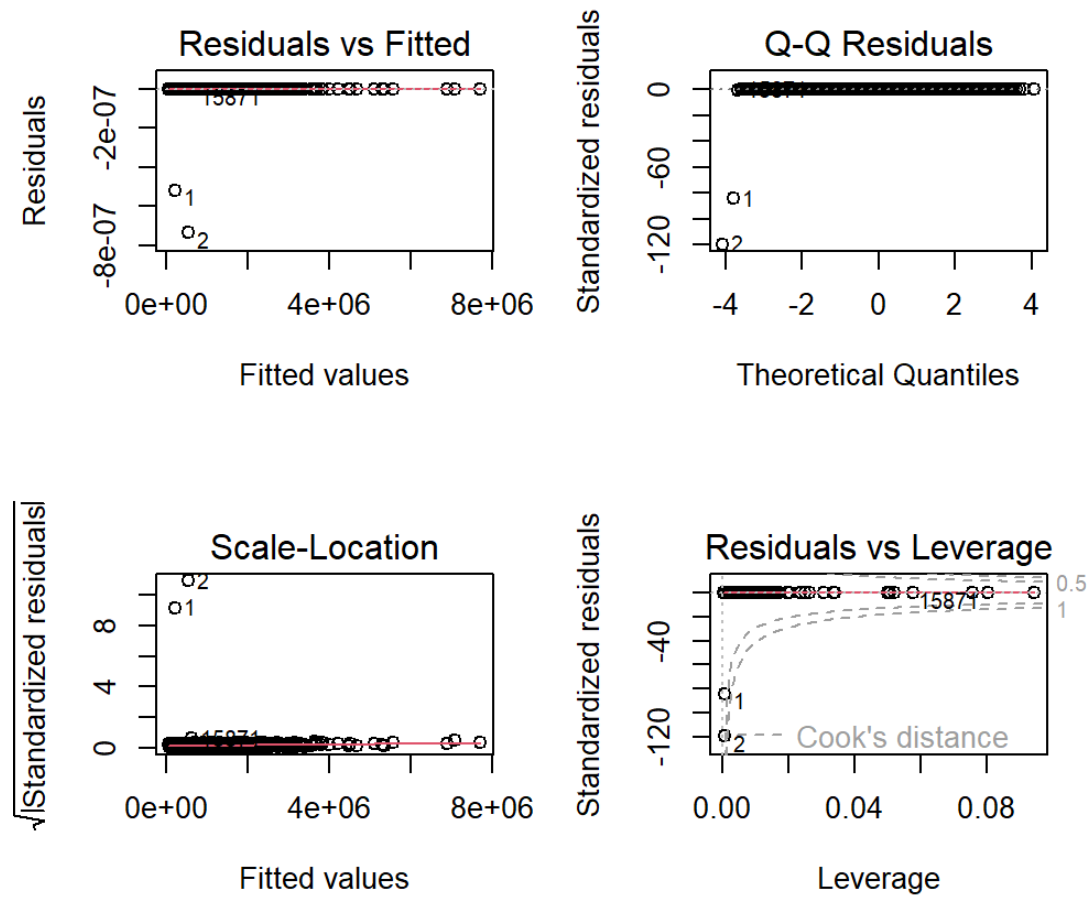 Residuals vs Fitted
Residuals
-2e-07
-8e-07
15871
1
2
0e+00 4e+06 8e+06
Fitted values
Q-Q Residuals
Standardized residuals
0
-60
-120
15871
1
2
-4 -2 0 2 4
Theoretical Quantiles
Scale-Location
√|Standardized residuals|
8
4
0
2
1
15871
0e+00 4e+06 8e+06
Fitted values
Residuals vs Leverage
Standardized residuals
-40
-120
0.5
1
15871
1
2
Cook's distance
0.00 0.04 0.08
Leverage